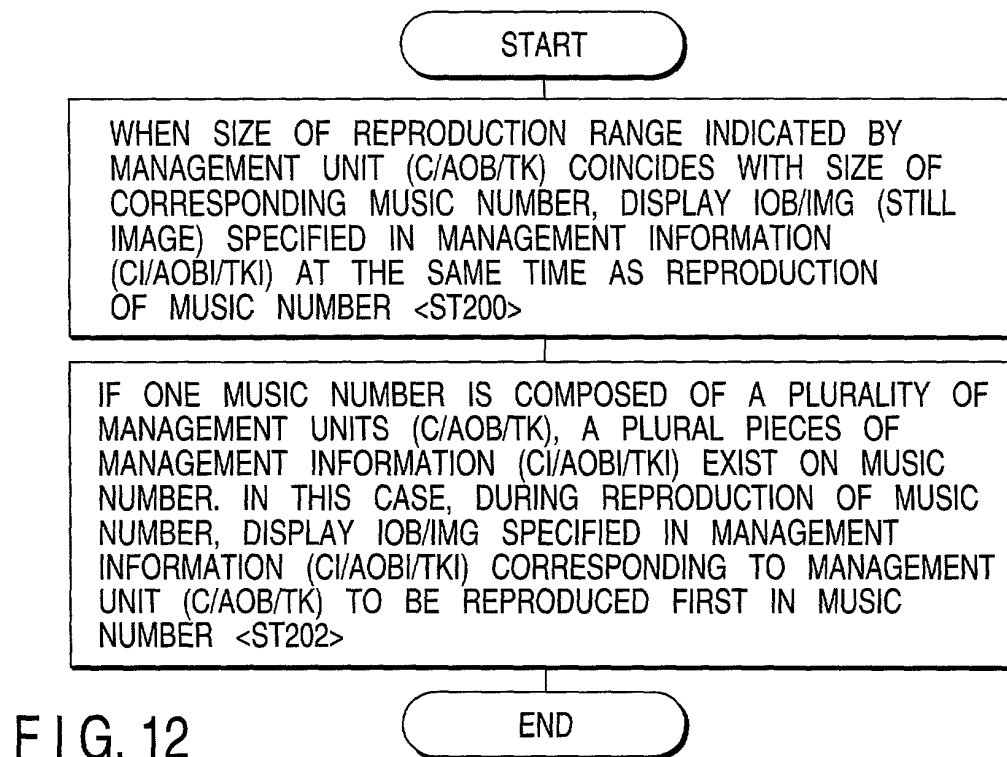 START
WHEN SIZE OF REPRODUCTION RANGE INDICATED BY
MANAGEMENT UNIT (C/AOB/TK) COINCIDES WITH SIZE OF
CORRESPONDING MUSIC NUMBER, DISPLAY IOB/IMG (STILL
IMAGE) SPECIFIED IN MANAGEMENT INFORMATION
(CI/AOBI/TKI) AT THE SAME TIME AS REPRODUCTION
OF MUSIC NUMBER <ST200>
IF ONE MUSIC NUMBER IS COMPOSED OF A PLURALITY OF
MANAGEMENT UNITS (C/AOB/TK), A PLURAL PIECES OF
MANAGEMENT INFORMATION (CI/AOBI/TKI) EXIST ON MUSIC
NUMBER. IN THIS CASE, DURING REPRODUCTION OF MUSIC
NUMBER, DISPLAY IOB/IMG SPECIFIED IN MANAGEMENT
INFORMATION (CI/AOBI/TKI) CORRESPONDING TO MANAGEMENT
UNIT (C/AOB/TK) TO BE REPRODUCED FIRST IN MUSIC
NUMBER <ST202>
END
FIG. 12